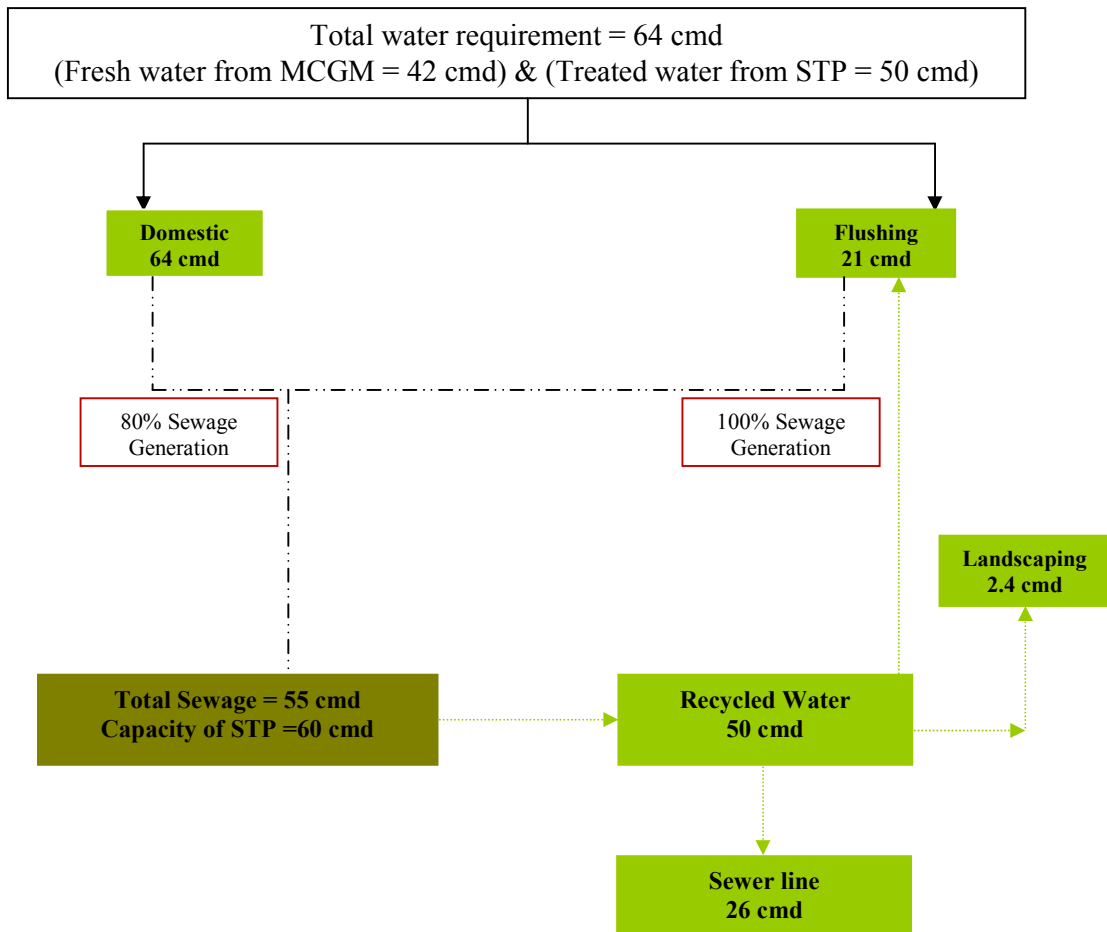 Total water requirement = 64 cmd
(Fresh water from MCGM = 42 cmd) & (Treated water from STP = 50 cmd)
Domestic
64 cmd
Flushing
21 cmd
80% Sewage
Generation
100% Sewage
Generation
Landscaping
2.4 cmd
Total Sewage = 55 cmd
Capacity of STP =60 cmd
Recycled Water
50 cmd
Sewer line
26 cmd